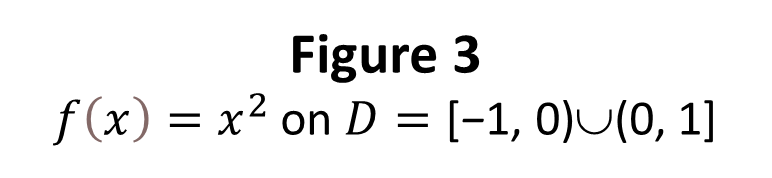 Figure 3
f(x) = x² on D = [−1, 0)∪(0, 1]